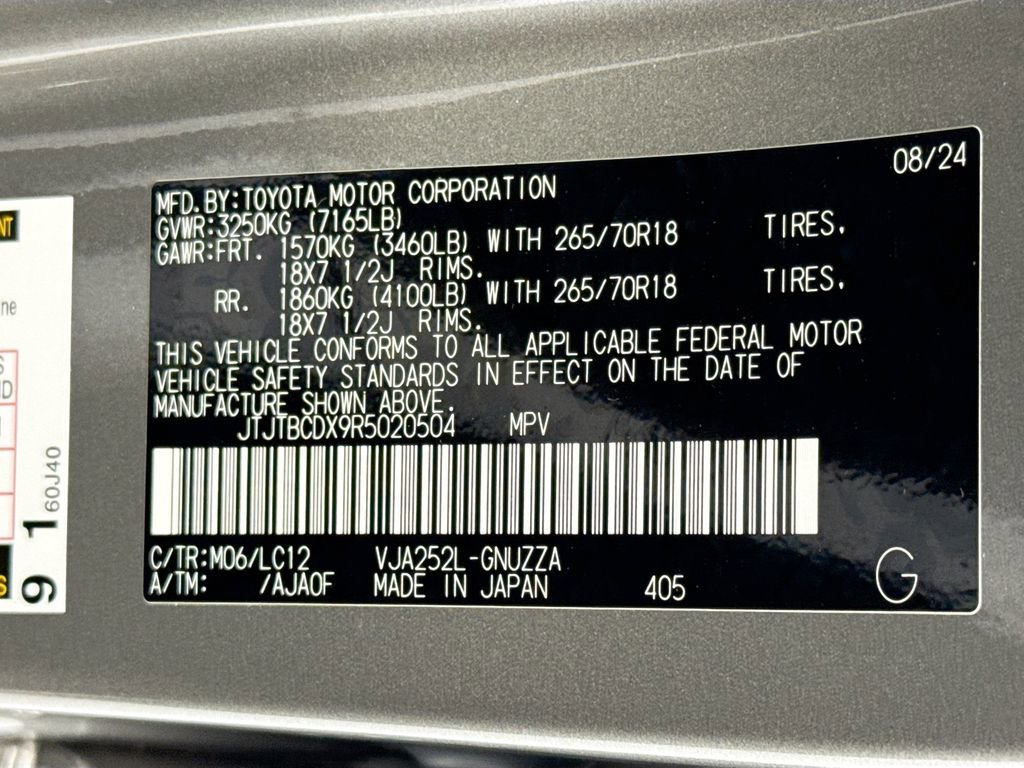 08/24
MFD.BY:TOYOTA MOTOR CORPORATION
GVWR:3250KG (7165LB)
GAWR:FRT. 1570KG (3460LB) WITH 265/70R18 TIRES.
18X7 1/2J RIMS.
RR. 1860KG (4100LB) WITH 265/70R18 TIRES.
18X7 1/2J RIMS.
THIS VEHICLE CONFORMS TO ALL APPLICABLE FEDERAL MOTOR
VEHICLE SAFETY STANDARDS IN EFFECT ON THE DATE OF
MANUFACTURE SHOWN ABOVE.
JTJTBCDX9R5020504 MPV
C/TR:M06/LC12 VJA252L-GNUZZA
A/TM: /AJA0F MADE IN JAPAN 405
G
60J40
9 1